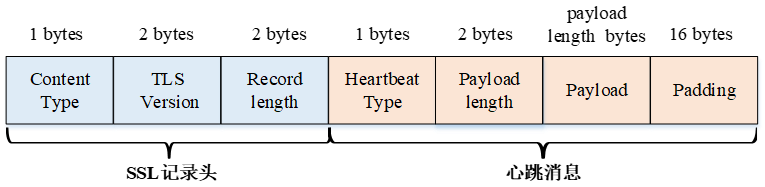 payload
1 bytes 2 bytes 2 bytes 1 bytes 2 bytes length bytes 16 bytes
Content TLS Record Heartbeat Payload Payload Padding
Type Version length Type length
SSL记录头 心跳消息